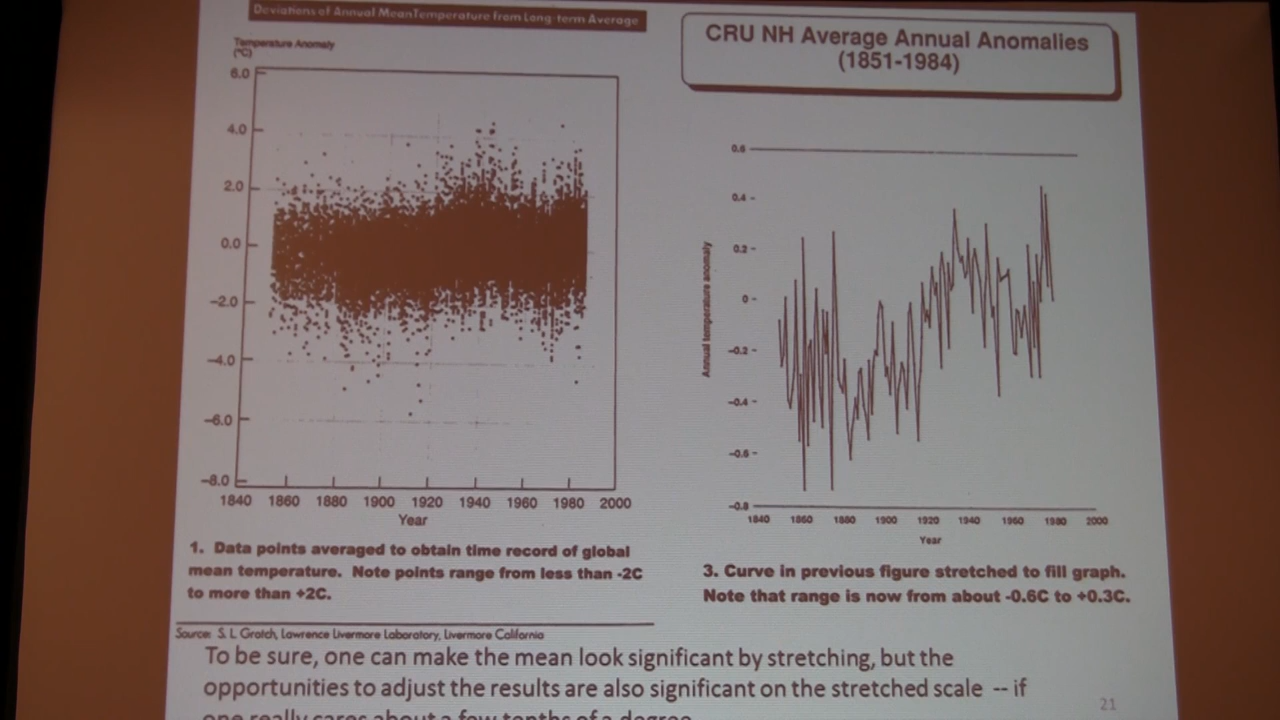 Deviations of Annual Mean Temperature from Long-term Average
Temperature Anomaly
(°C)
6.0
4.0
2.0
0.0
-2.0
-4.0
-6.0
-8.0
1840 1860 1880 1900 1920 1940 1960 1980 2000
Year
1. Data points averaged to obtain time record of global
mean temperature. Note points range from less than -2C
to more than +2C.
Source: S. L. Grotch, Lawrence Livermore Laboratory, Livermore California
CRU NH Average Annual Anomalies
(1851-1984)
Annual temperature anomaly
0.6
0.4
0.2
0
-0.2
-0.4
-0.6
-0.8
1840 1860 1880 1900 1920 1940 1960 1980 2000
Year
3. Curve in previous figure stretched to fill graph.
Note that range is now from about -0.6C to +0.3C.
To be sure, one can make the mean look significant by stretching, but the
opportunities to adjust the results are also significant on the stretched scale -- if
one really cares about a few tenths of a degree
21